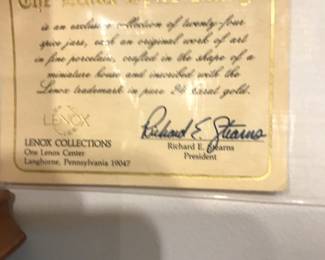 The
is an exclusive collection of twenty-four
spice jars, each an original work of art
in fine porcelain, crafted in the shape of a
miniature house and inscribed with the
Lenox trademark in pure 24 carat gold.
LENOX
Richard E. Stearns
LENOX COLLECTIONS
One Lenox Center
Langhorne, Pennsylvania 19047
Richard E. Stearns
President